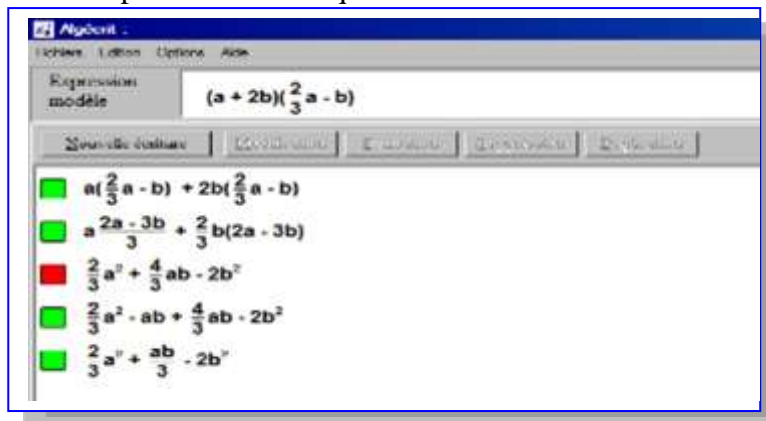 Algécrit :
Fichiers Edition Options Aide
Expression
modèle
(a + 2b)(2/3 a - b)
Nouvelle écriture
a(2/3 a - b) + 2b(2/3 a - b)
a (2a - 3b)/3 + 2/3 b(2a - 3b)
2/3 a² + 4/3 ab - 2b²
2/3 a² - ab + 4/3 ab - 2b²
2/3 a² + ab/3 - 2b²